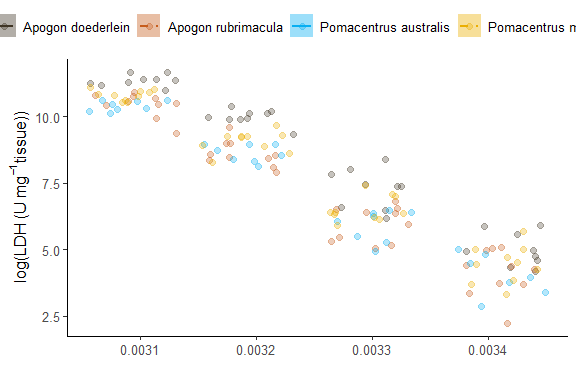 Apogon doederlein Apogon rubrimacula Pomacentrus australis Pomacentrus m
log(LDH (U mg⁻¹tissue))
10.0
7.5
5.0
2.5
0.0031 0.0032 0.0033 0.0034